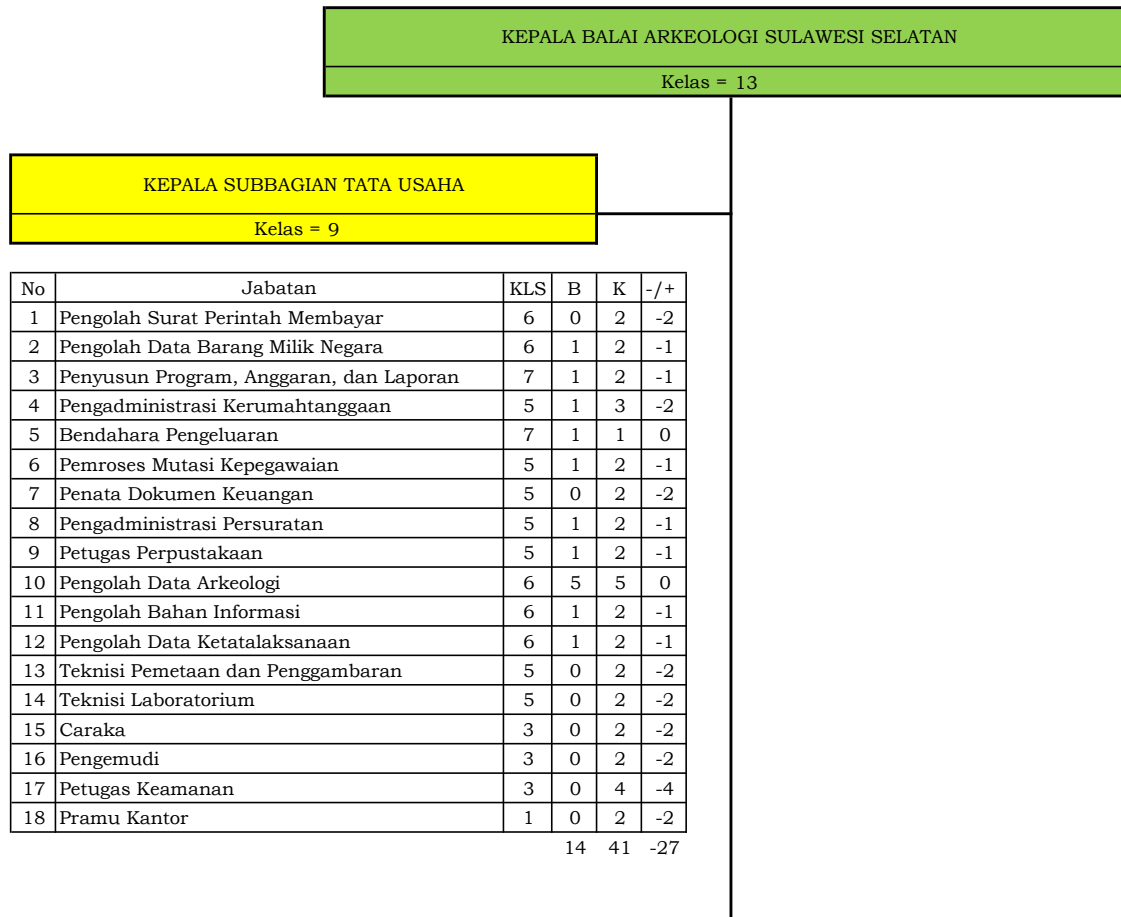 KEPALA BALAI ARKEOLOGI SULAWESI SELATAN
Kelas = 13
KEPALA SUBBAGIAN TATA USAHA
Kelas = 9
No Jabatan KLS B K -/+
1 Pengolah Surat Perintah Membayar 6 0 2 -2
2 Pengolah Data Barang Milik Negara 6 1 2 -1
3 Penyusun Program, Anggaran, dan Laporan 7 1 2 -1
4 Pengadministrasi Kerumahtanggaan 5 1 3 -2
5 Bendahara Pengeluaran 7 1 1 0
6 Pemroses Mutasi Kepegawaian 5 1 2 -1
7 Penata Dokumen Keuangan 5 0 2 -2
8 Pengadministrasi Persuratan 5 1 2 -1
9 Petugas Perpustakaan 5 1 2 -1
10 Pengolah Data Arkeologi 6 5 5 0
11 Pengolah Bahan Informasi 6 1 2 -1
12 Pengolah Data Ketatalaksanaan 6 1 2 -1
13 Teknisi Pemetaan dan Penggambaran 5 0 2 -2
14 Teknisi Laboratorium 5 0 2 -2
15 Caraka 3 0 2 -2
16 Pengemudi 3 0 2 -2
17 Petugas Keamanan 3 0 4 -4
18 Pramu Kantor 1 0 2 -2
14 41 -27